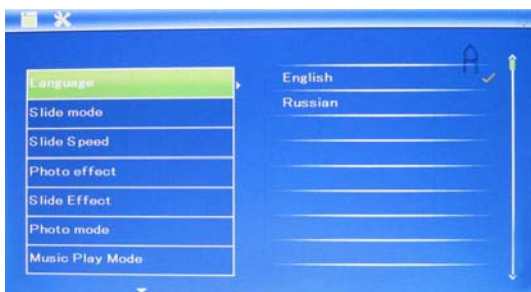 Language
Slide mode
Slide Speed
Photo effect
Slide Effect
Photo mode
Music Play Mode
English
Russian